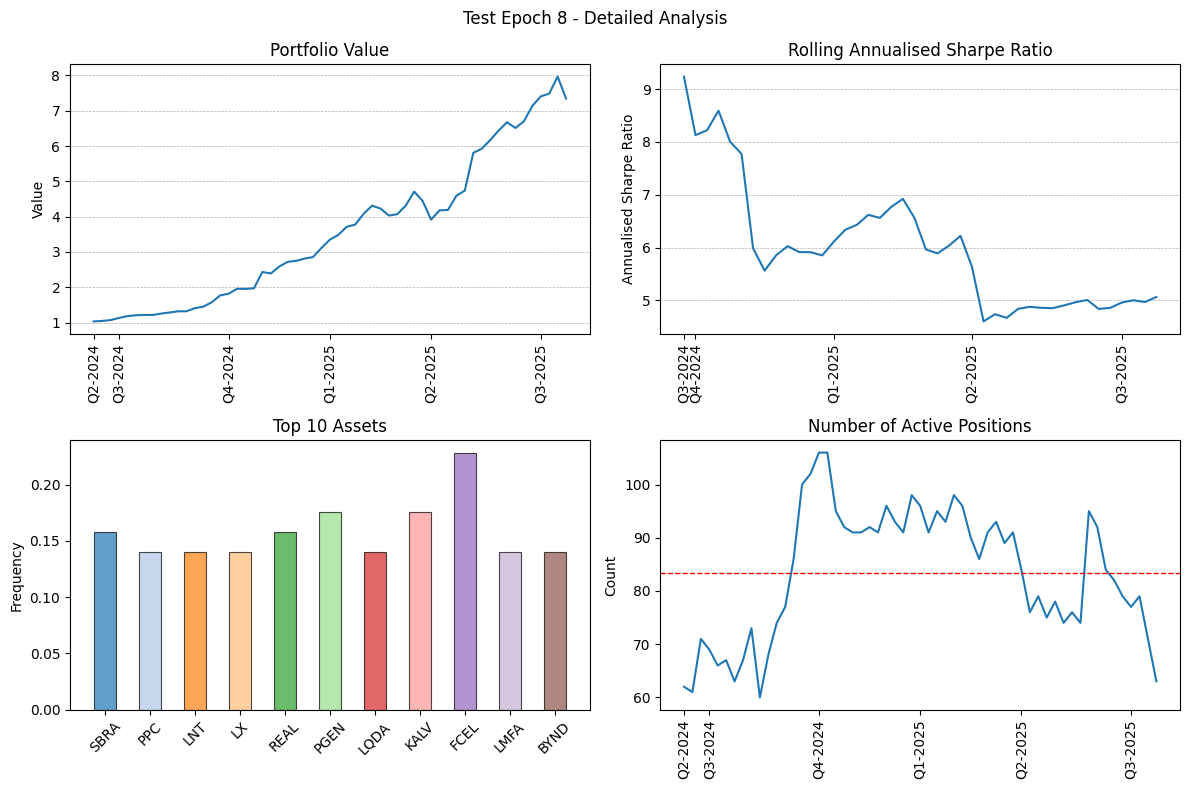 Test Epoch 8 - Detailed Analysis
Portfolio Value
Value
8
7
6
5
4
3
2
1
Q2-2024
Q3-2024
Q4-2024
Q1-2025
Q2-2025
Q3-2025
Rolling Annualised Sharpe Ratio
Annualised Sharpe Ratio
9
8
7
6
5
Q3-2024
Q4-2024
Q1-2025
Q2-2025
Q3-2025
Top 10 Assets
Frequency
0.20
0.15
0.10
0.05
0.00
SBRA
PPC
LNT
LX
REAL
PGEN
LQDA
KALV
FCEL
LMFA
BYND
Number of Active Positions
Count
100
90
80
70
60
Q2-2024
Q3-2024
Q4-2024
Q1-2025
Q2-2025
Q3-2025